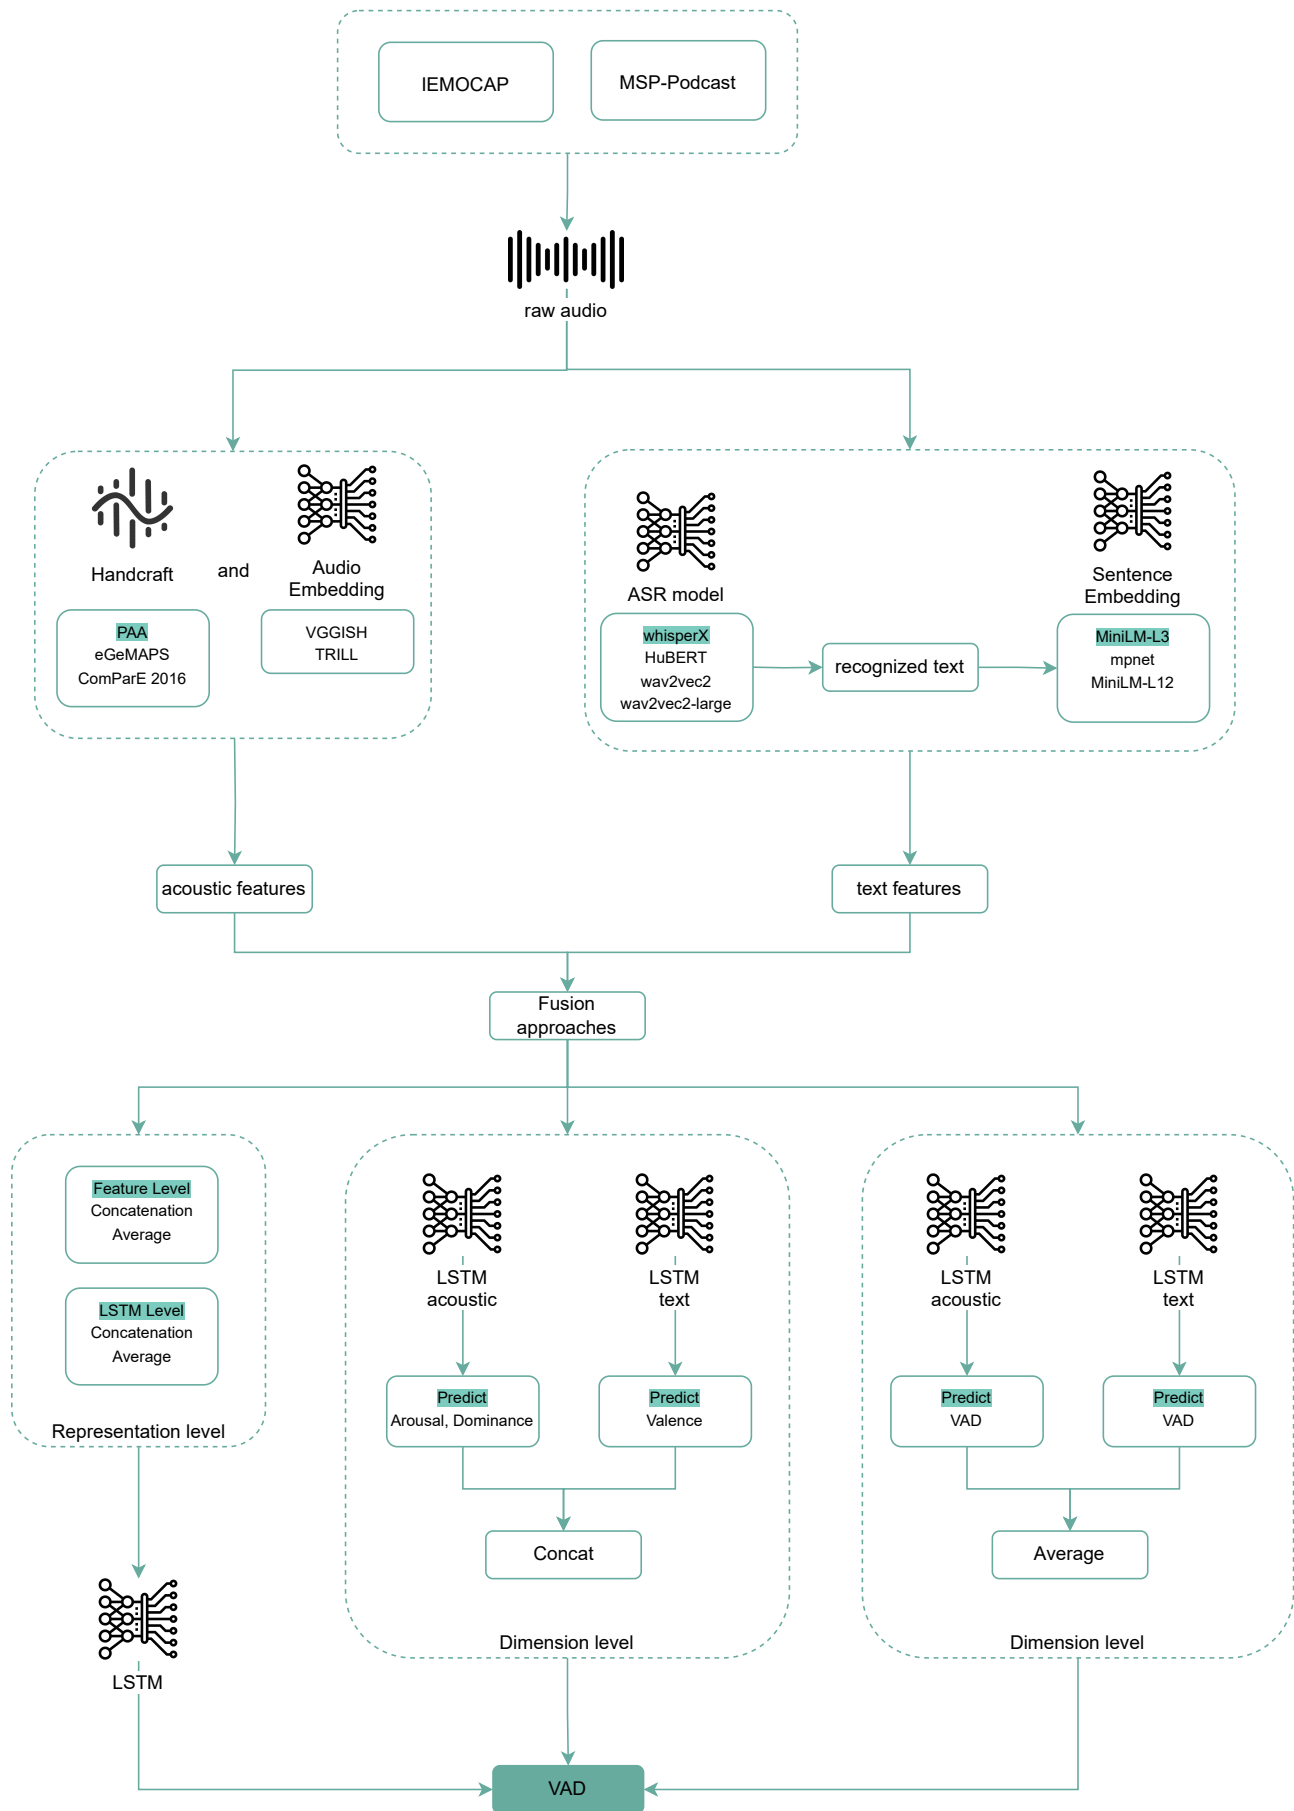 IEMOCAP
MSP-Podcast
raw audio
Handcraft
and
Audio
Embedding
PAA
eGeMAPS
ComParE 2016
VGGISH
TRILL
ASR model
whisperX
HuBERT
wav2vec2
wav2vec2-large
recognized text
Sentence
Embedding
MiniLM-L3
mpnet
MiniLM-L12
acoustic features
text features
Fusion
approaches
Feature Level
Concatenation
Average
LSTM Level
Concatenation
Average
Representation level
LSTM
LSTM
acoustic
LSTM
text
Predict
Arousal, Dominance
Predict
Valence
Concat
Dimension level
LSTM
acoustic
LSTM
text
Predict
VAD
Predict
VAD
Average
Dimension level
VAD